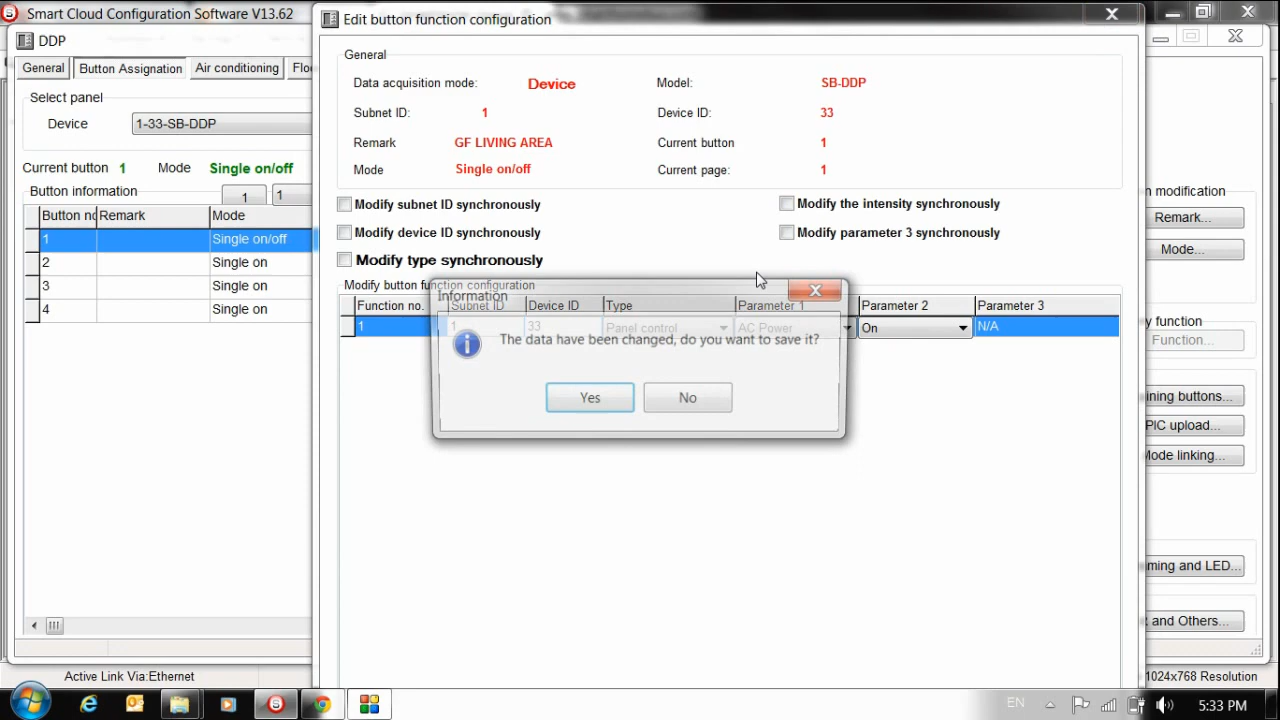 Smart Cloud Configuration Software V13.62
Edit button function configuration
DDP
General
Button Assignation
Air conditioning
Select panel
Device
1-33-SB-DDP
Current button 1 Mode Single on/off
Button information
1
1
Remark
Mode
1 Single on/off
2 Single on
3 Single on
4 Single on
General
Data acquisition mode: Device Model: SB-DDP
Subnet ID: 1 Device ID: 33
Remark GF LIVING AREA Current button 1
Mode Single on/off Current page: 1
Modify subnet ID synchronously
Modify the intensity synchronously
Modify device ID synchronously
Modify parameter 3 synchronously
Modify type synchronously
Modify button function configuration
Function no. Subnet ID Device ID Type Parameter 1 Parameter 2 Parameter 3
1 1 33 Panel control AC Power On N/A
Information
The data have been changed, do you want to save it?
Yes
No
modification
Remark...
Mode...
function
Function...
buttons...
PIC upload...
Mode linking...
and LED...
and Others...
Active Link Via:Ethernet
1024x768 Resolution
EN
5:33 PM